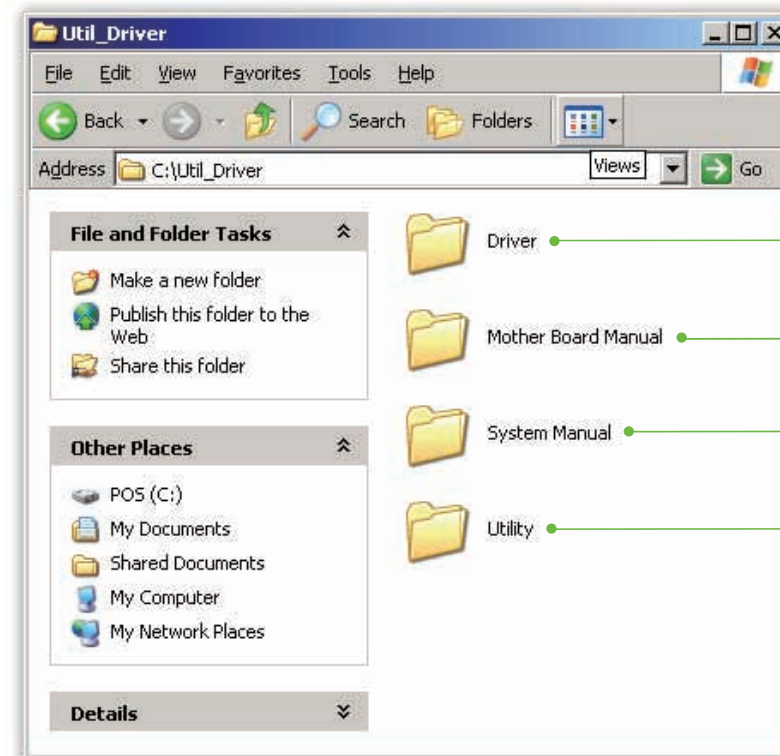 Util_Driver
File Edit View Favorites Tools Help
Back Search Folders
Address C:\Util_Driver Views Go
File and Folder Tasks
Make a new folder
Publish this folder to the
Web
Share this folder
Other Places
POS (C:)
My Documents
Shared Documents
My Computer
My Network Places
Details
Driver
Mother Board Manual
System Manual
Utility